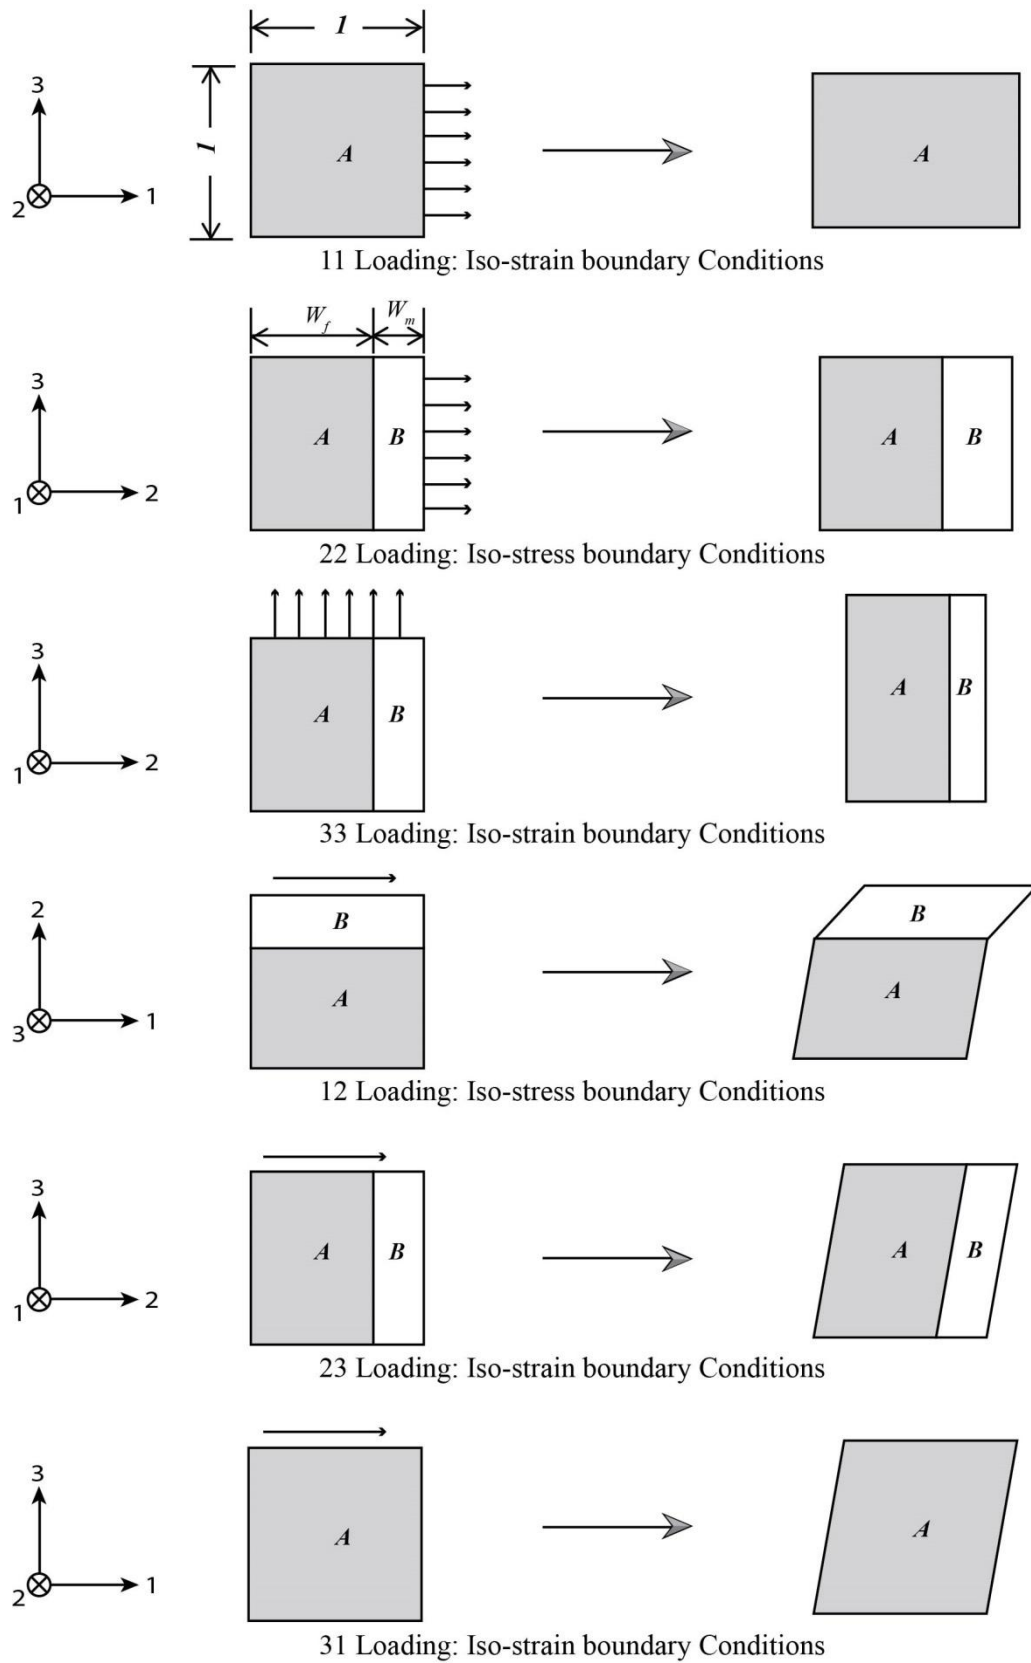 1
3
1
A
A
2
1
11 Loading: Iso-strain boundary Conditions
W_f
W_m
3
A
B
A
B
1
2
22 Loading: Iso-stress boundary Conditions
3
A
B
A
B
1
2
33 Loading: Iso-strain boundary Conditions
2
B
B
A
A
3
1
12 Loading: Iso-stress boundary Conditions
3
A
B
A
B
1
2
23 Loading: Iso-strain boundary Conditions
3
A
A
2
1
31 Loading: Iso-strain boundary Conditions